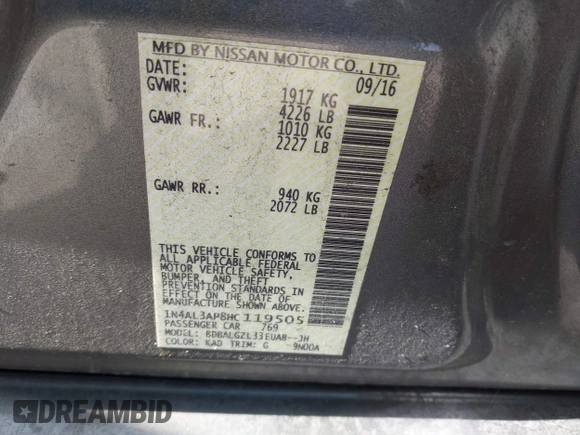 MFD BY NISSAN MOTOR CO., LTD.
DATE: 09/16
GVWR: 1917 KG
4226 LB
GAWR FR.: 1010 KG
2227 LB
GAWR RR.: 940 KG
2072 LB
THIS VEHICLE CONFORMS TO
ALL APPLICABLE FEDERAL
MOTOR VEHICLE SAFETY,
BUMPER, AND THEFT
PREVENTION STANDARDS
IN EFFECT ON THE DATE OF
MANUFACTURE SHOWN ABOVE.
1N4AL3AP8HC119505
PASSENGER CAR 769
MODEL: BDBALGZL33EUA8--JH
COLOR: KAD TRIM: G 9N00A
DREAMBID